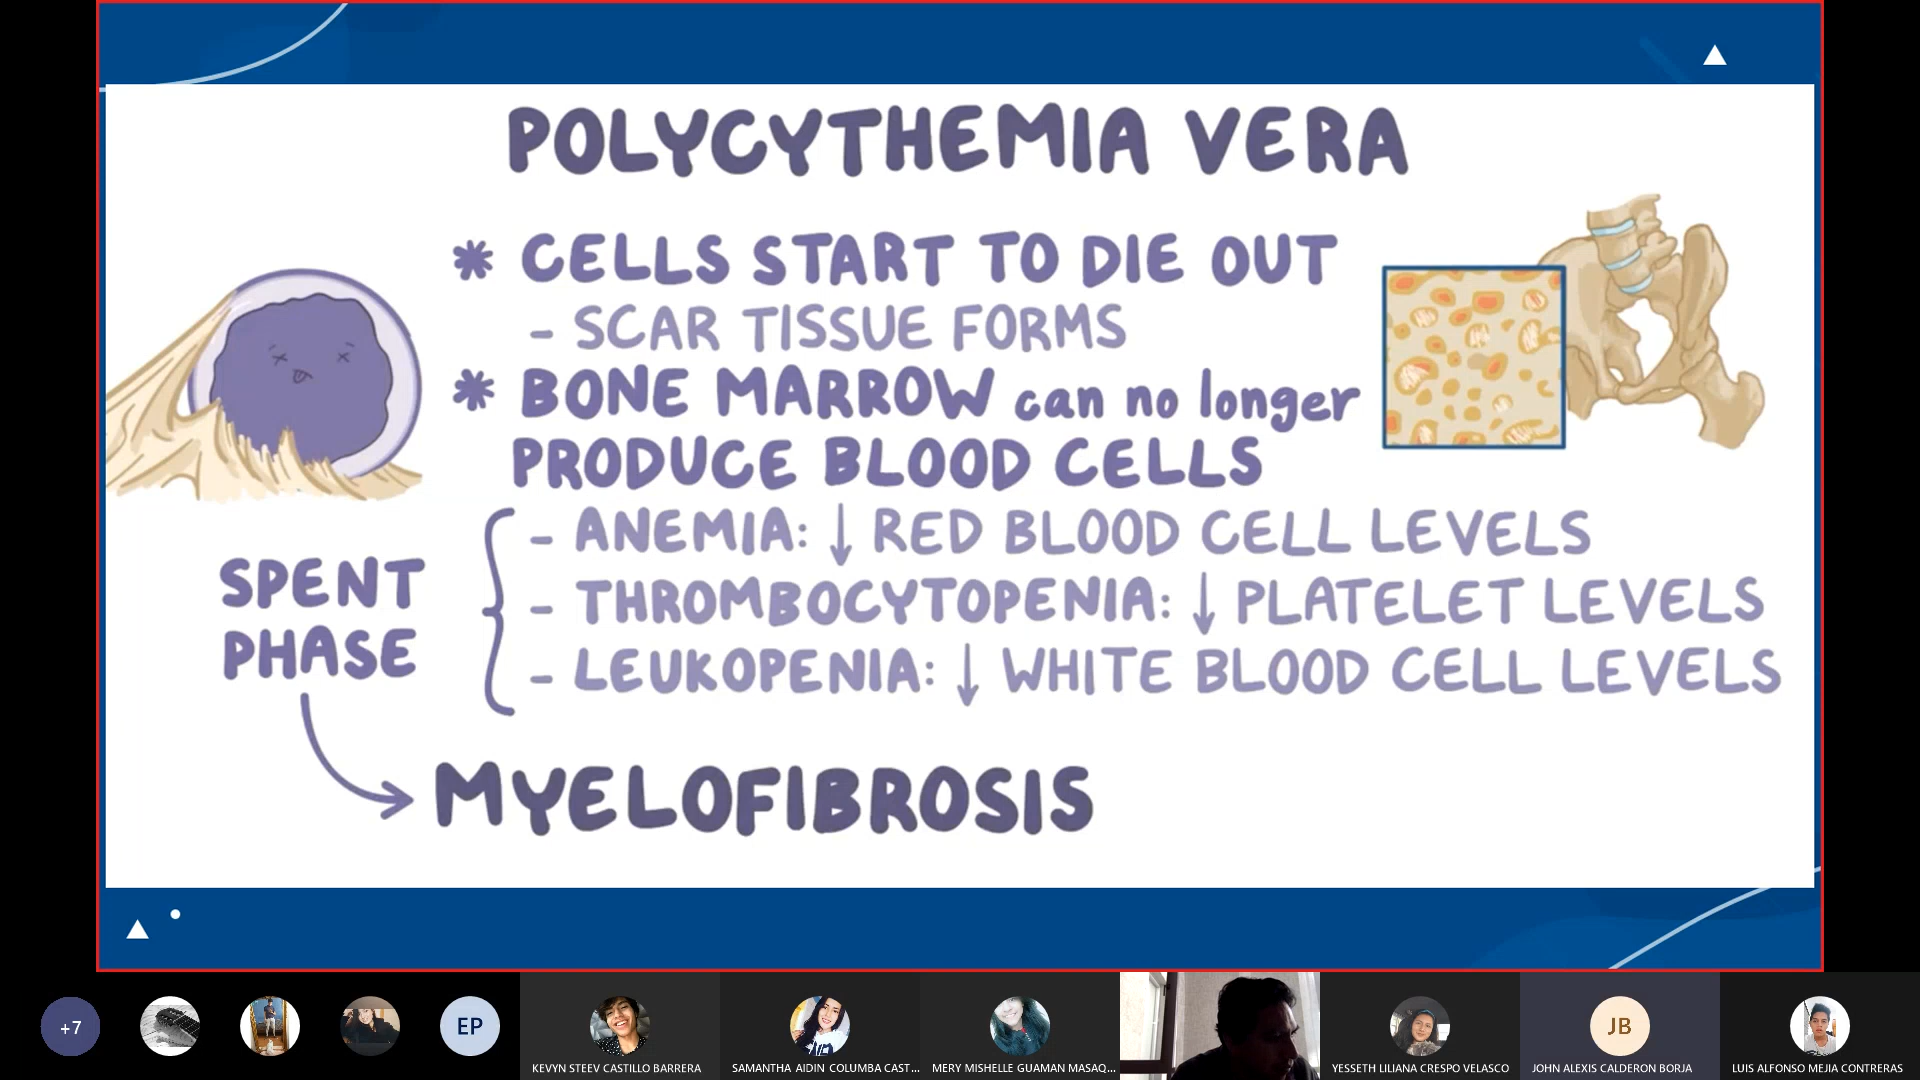 POLYCYTHEMIA VERA
* CELLS START TO DIE OUT
- SCAR TISSUE FORMS
* BONE MARROW can no longer
PRODUCE BLOOD CELLS
- ANEMIA: ↓ RED BLOOD CELL LEVELS
- THROMBOCYTOPENIA: ↓ PLATELET LEVELS
- LEUKOPENIA: ↓ WHITE BLOOD CELL LEVELS
SPENT
PHASE
MYELOFIBROSIS
+7
EP
KEVYN STEEV CASTILLO BARRERA
SAMANTHA AIDIN COLUMBA CAST...
MERY MISHELLE GUAMAN MASAQ...
YESSETH LILIANA CRESPO VELASCO
JB
JOHN ALEXIS CALDERON BORJA
LUIS ALFONSO MEJIA CONTRERAS